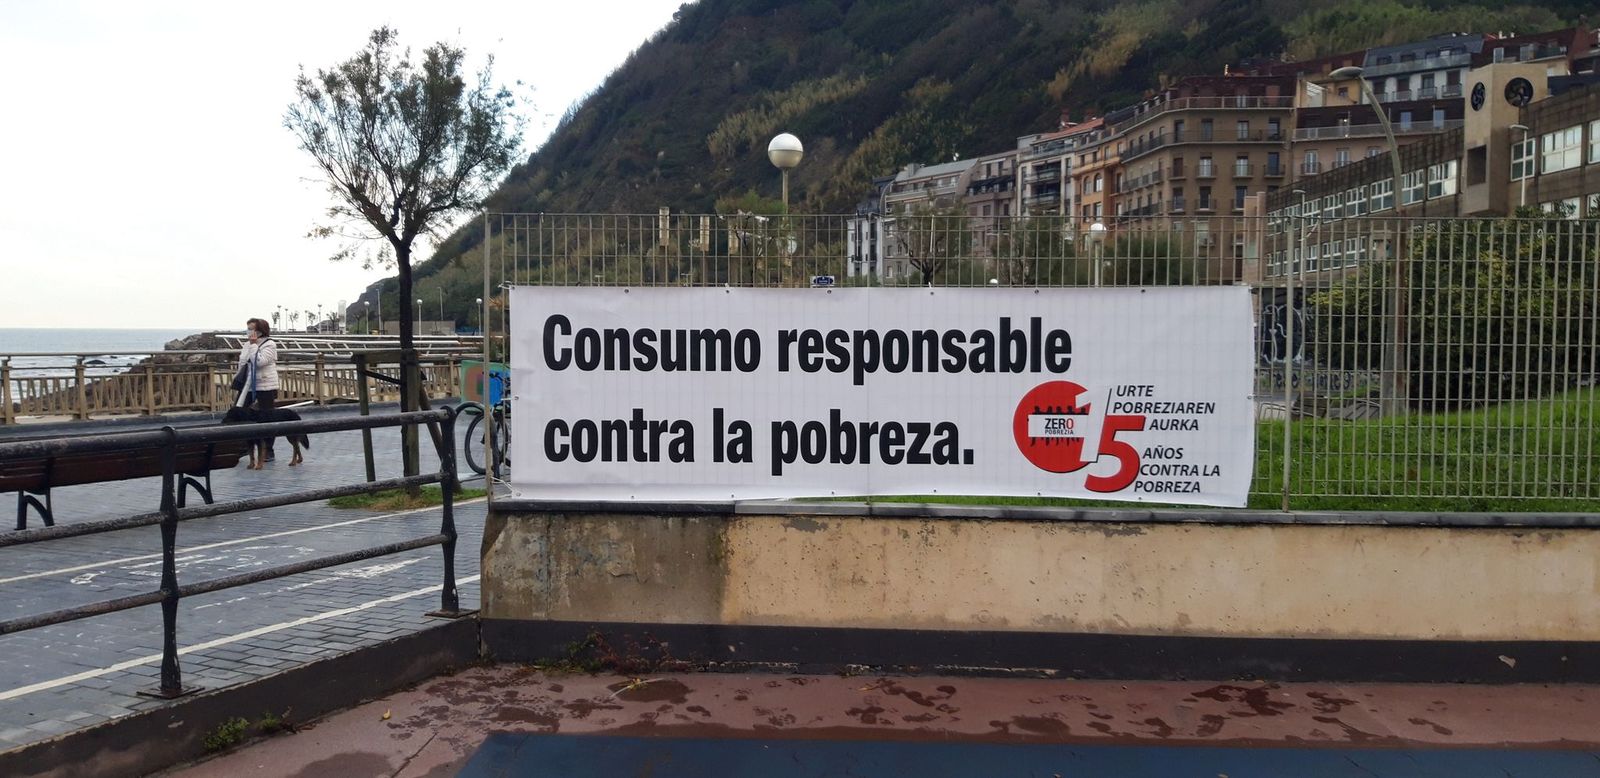 Consumo responsable
contra la pobreza.
ZERO
POBREZIA
15
URTE
POBREZIAREN
AURKA
AÑOS
CONTRA LA
POBREZA